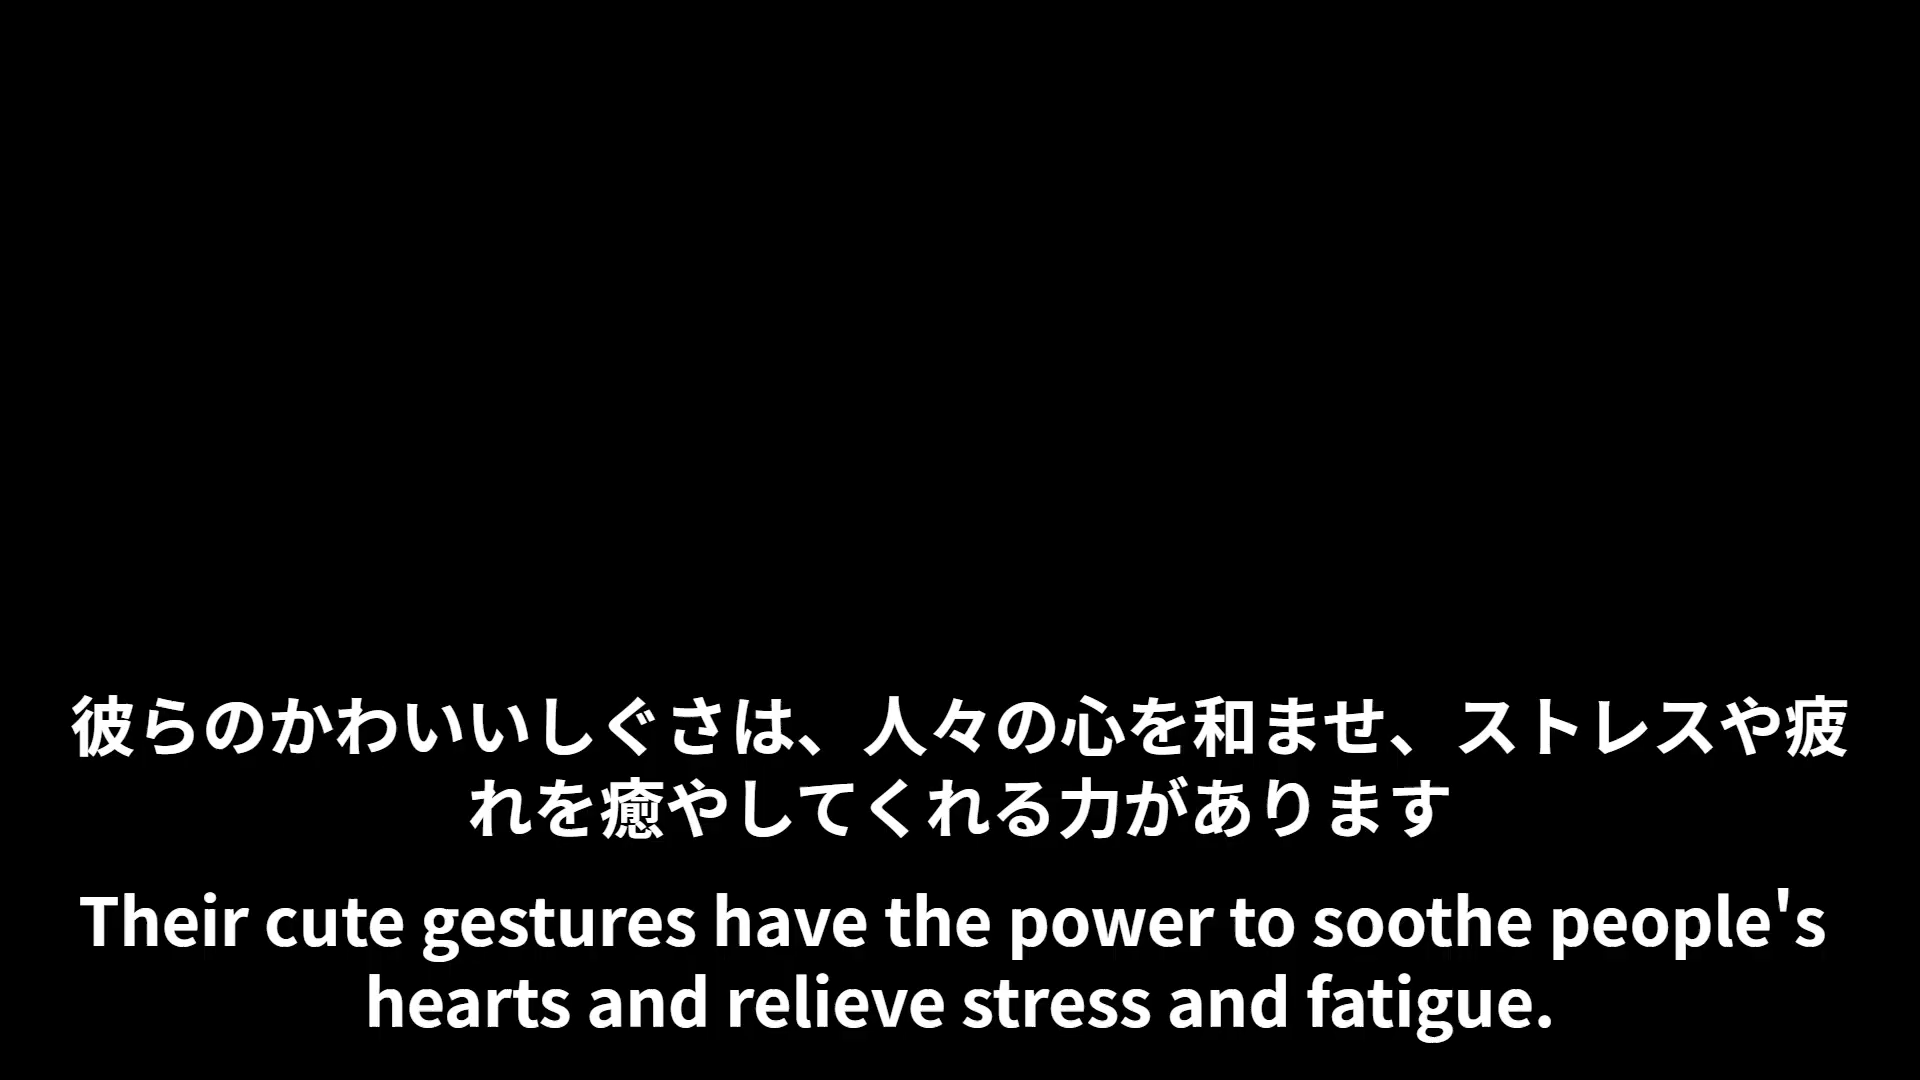 彼らのかわいいしぐさは、人々の心を和ませ、ストレスや疲
れを癒やしてくれる力があります
Their cute gestures have the power to soothe people's
hearts and relieve stress and fatigue.